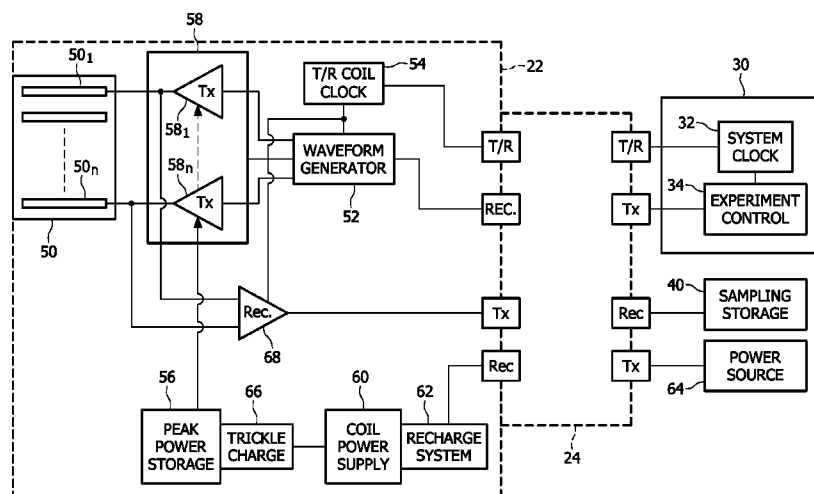 58
54
22
30
50₁
Tx
58₁
T/R COIL
CLOCK
T/R
T/R
32
SYSTEM
CLOCK
58n
WAVEFORM
GENERATOR
52
34
EXPERIMENT
CONTROL
50n
Tx
REC.
Tx
50
Rec.
68
Tx
Rec
40
SAMPLING
STORAGE
Rec
Tx
POWER
SOURCE
64
56
66
60
62
PEAK
POWER
STORAGE
TRICKLE
CHARGE
COIL
POWER
SUPPLY
RECHARGE
SYSTEM
24